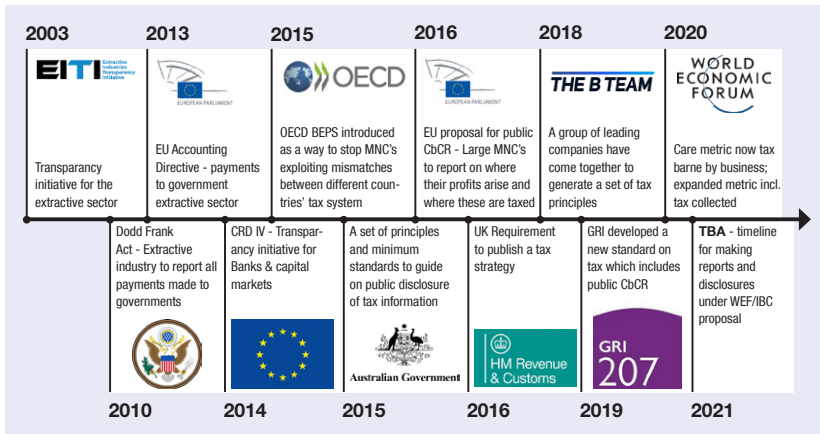 2003
EITI Extractive
Industries
Transparency
Initiative
Transparancy
initiative for the
extractive sector
2013
EUROPEAN PARLIAMENT
EU Accounting
Directive - payments
to government
extractive sector
2015
OECD
OECD BEPS introduced
as a way to stop MNC's
exploiting mismatches
between different coun-
tries' tax system
2016
EUROPEAN PARLIAMENT
EU proposal for public
CbCR - Large MNC's
to report on where
their profits arise and
where these are taxed
2018
THE B TEAM
A group of leading
companies have
come together to
generate a set of tax
principles
2020
WORLD
ECONOMIC
FORUM
Care metric now tax
barne by business;
expanded metric incl.
tax collected
Dodd Frank
Act - Extractive
industry to report all
payments made to
governments
2010
CRD IV - Transpar-
ancy initiative for
Banks & capital
markets
2014
A set of principles
and minimum
standards to guide
on public disclosure
of tax information
Australian Government
2015
UK Requirement
to publish a tax
strategy
HM Revenue
& Customs
2016
GRI developed a
new standard on
tax which includes
public CbCR
GRI
207
2019
TBA - timeline
for making
reports and
disclosures
under WEF/IBC
proposal
2021